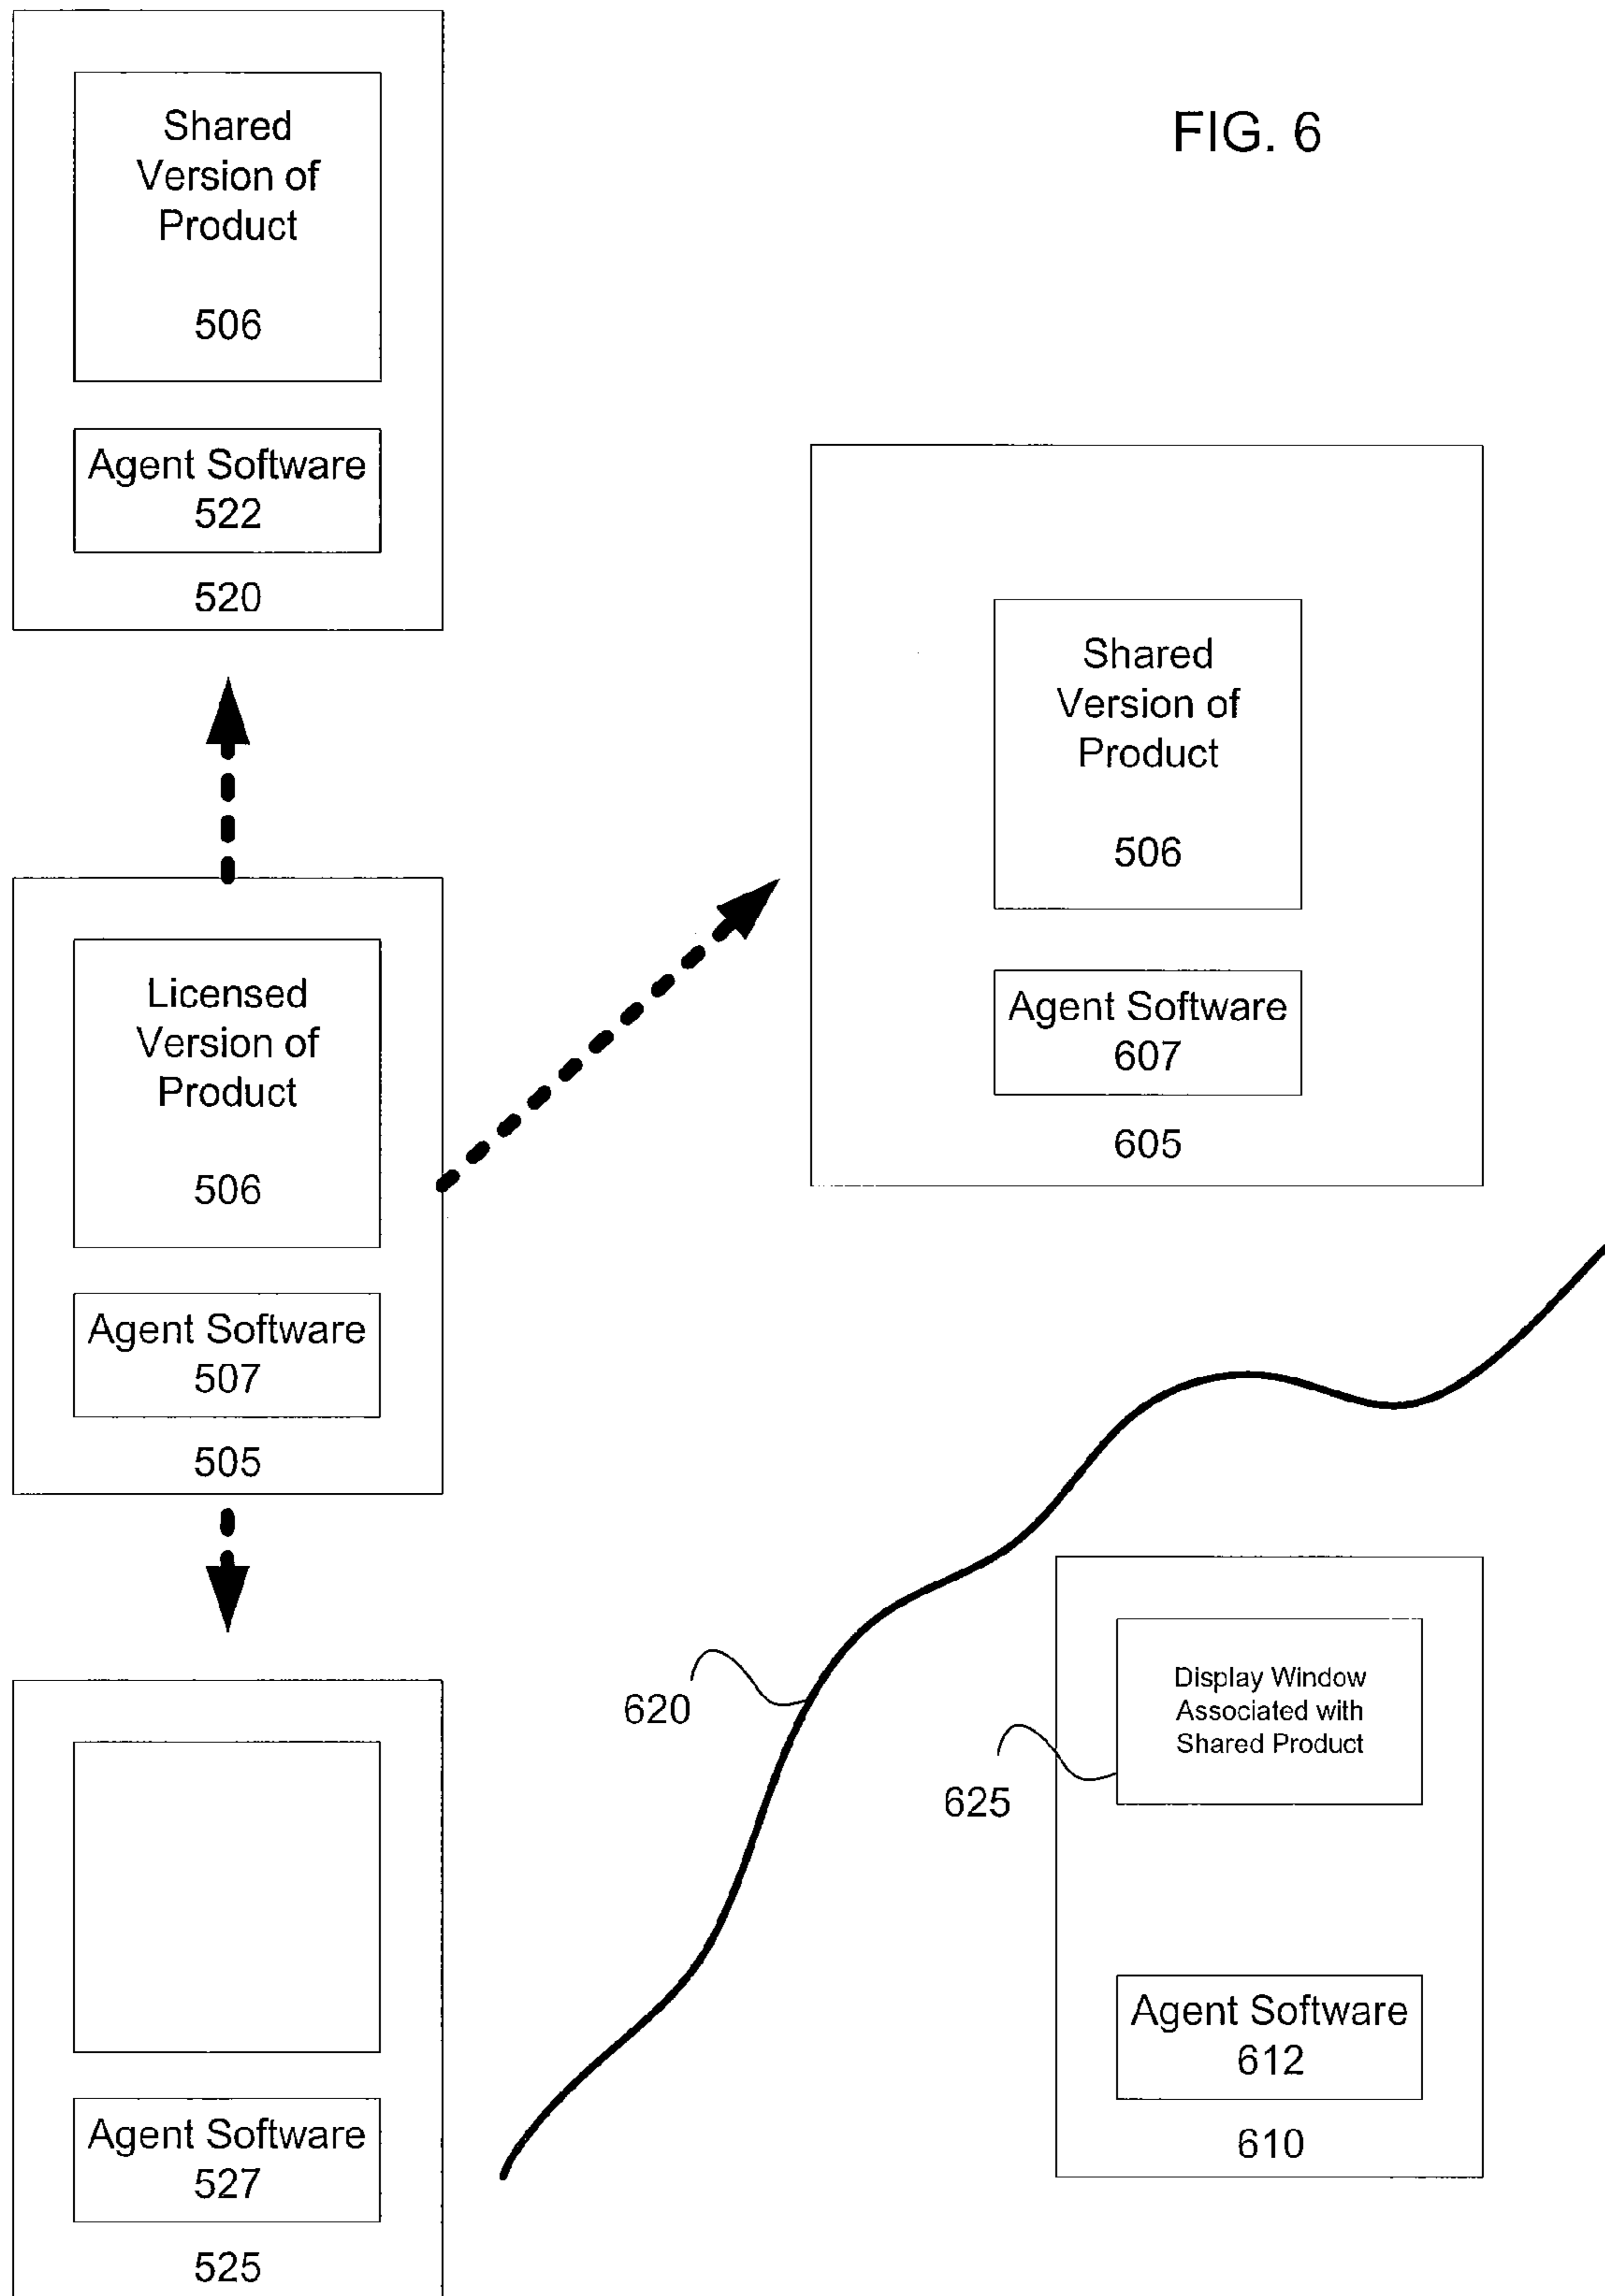 FIG. 6
Shared
Version of
Product
506
Agent Software
522
520
Shared
Version of
Product
506
Agent Software
607
605
Licensed
Version of
Product
506
Agent Software
507
505
620
625
Display Window
Associated with
Shared Product
Agent Software
612
610
Agent Software
527
525